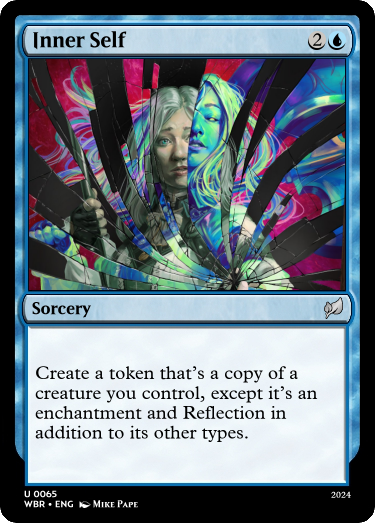 Inner Self 2
Sorcery
Create a token that's a copy of a
creature you control, except it's an
enchantment and Reflection in
addition to its other types.
U 0065 2024
WBR • ENG Mike Pape